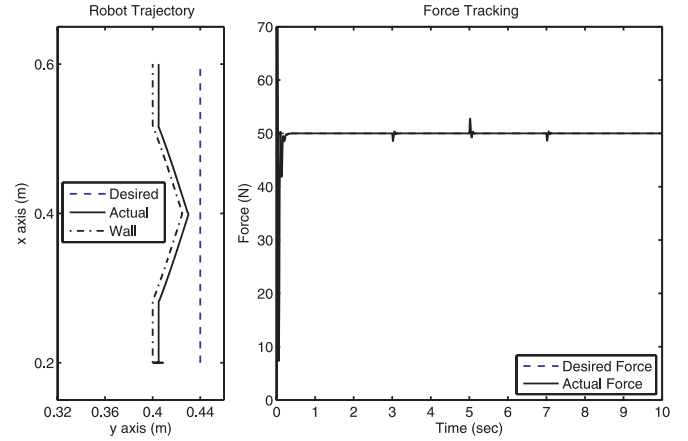 Robot Trajectory
0.6
0.4
0.2
x axis (m)
Desired
Actual
Wall
0.32
0.36
0.4
0.44
y axis (m)
Force Tracking
70
60
50
40
30
20
10
0
Force (N)
Desired Force
Actual Force
0
1
2
3
4
5
6
7
8
9
10
Time (sec)